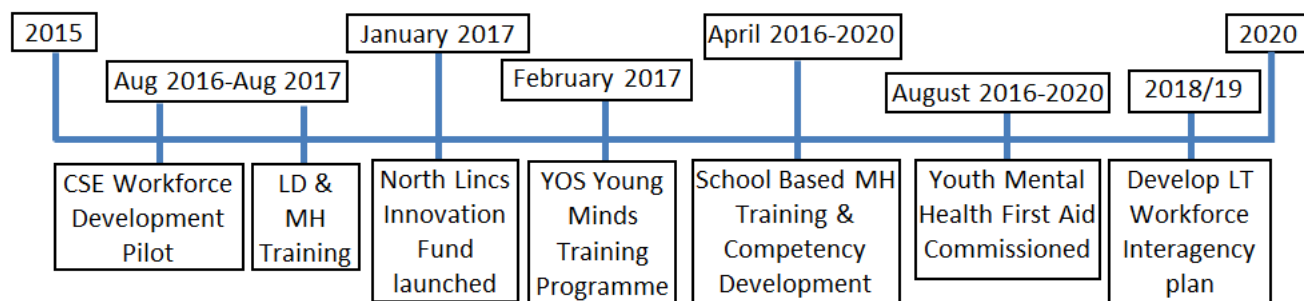 2015
January 2017
April 2016-2020
2020
Aug 2016-Aug 2017
February 2017
August 2016-2020
2018/19
CSE Workforce
Development
Pilot
LD &
MH
Training
North Lincs
Innovation
Fund
launched
YOS Young
Minds
Training
Programme
School Based MH
Training &
Competency
Development
Youth Mental
Health First Aid
Commissioned
Develop LT
Workforce
Interagency
plan